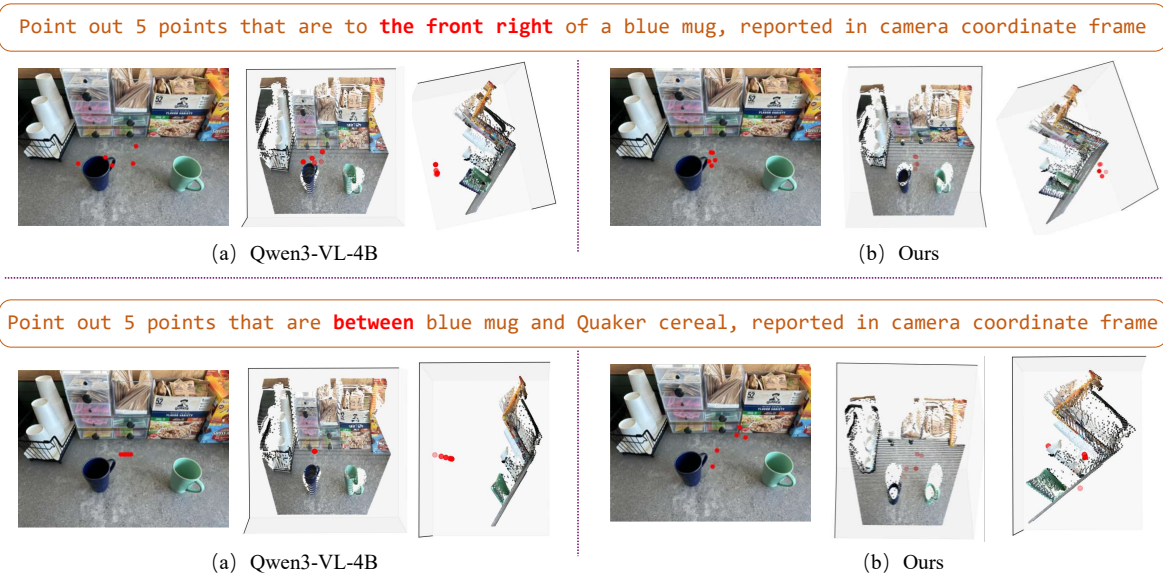 Point out 5 points that are to the front right of a blue mug, reported in camera coordinate frame
(a) Qwen3-VL-4B
(b) Ours
Point out 5 points that are between blue mug and Quaker cereal, reported in camera coordinate frame
(a) Qwen3-VL-4B
(b) Ours